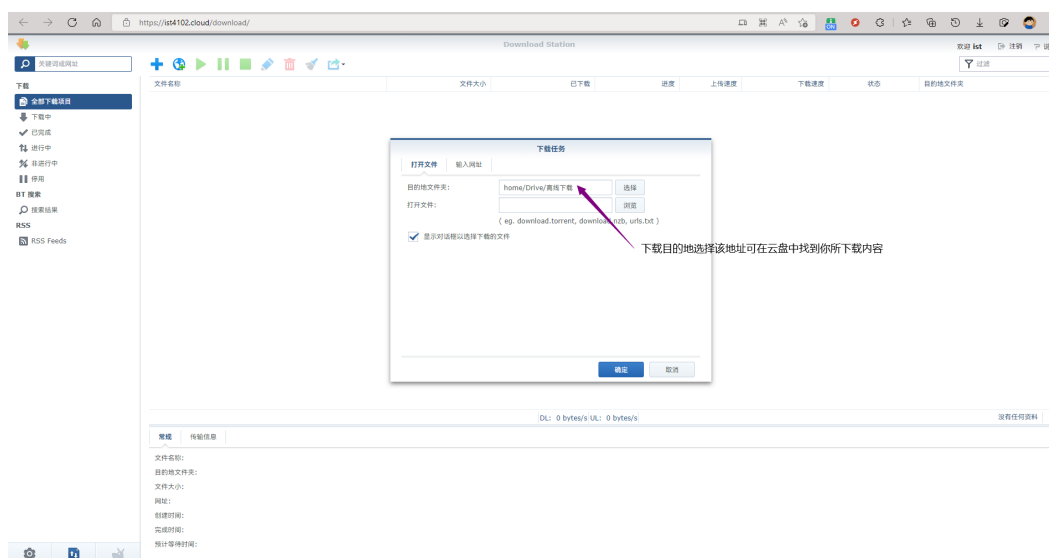 https://ist4102.cloud/download/
ON
Download Station
欢迎 ist 注销
关键词或网址
过滤
下载
全部下载项目
下载中
已完成
进行中
非进行中
停用
BT 搜索
搜索结果
RSS
RSS Feeds
文件名称 文件大小 已下载 进度 上传速度 下载速度 状态 目的地文件夹
下载任务
打开文件 输入网址
目的地文件夹: home/Drive/离线下载 选择
打开文件: 浏览
( eg. download.torrent, download.nzb, urls.txt )
显示对话框以选择下载的文件
下载目的地选择该地址可在云盘中找到你所下载内容
确定 取消
DL: 0 bytes/s UL: 0 bytes/s 没有任何资料
常规 传输信息
文件名称:
目的地文件夹:
文件大小:
网址:
创建时间:
完成时间:
预计等待时间: